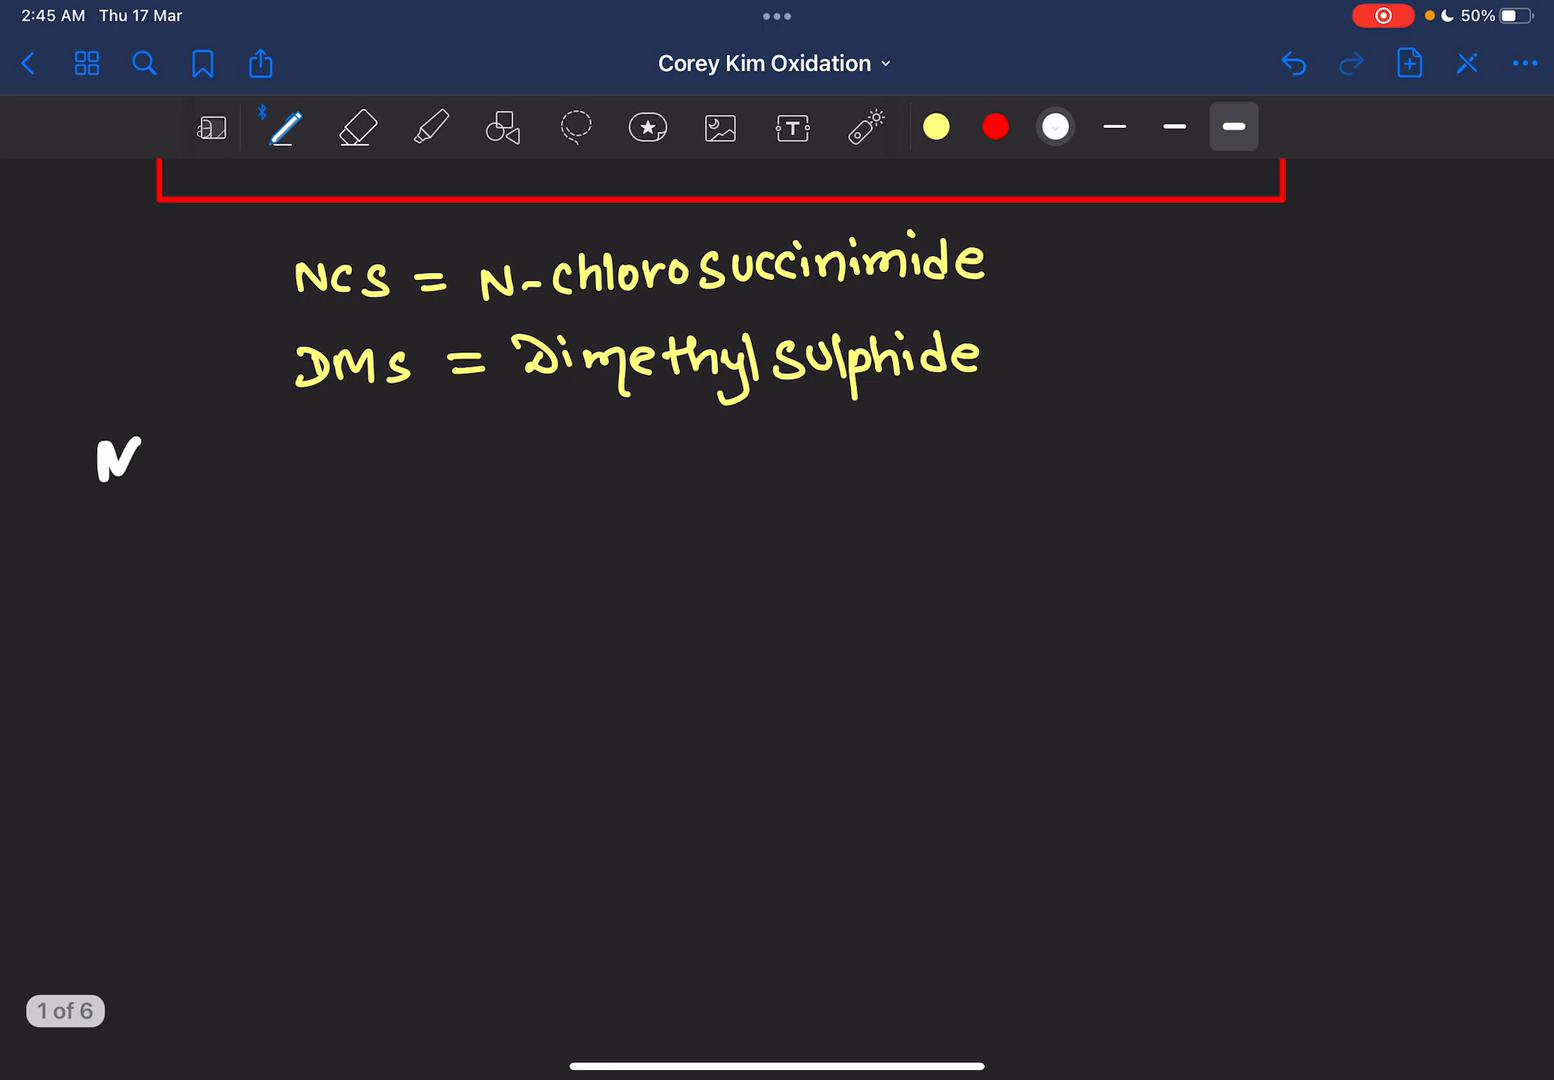 2:45 AM Thu 17 Mar
50%
Corey Kim Oxidation
T
NCS = N-chlorosuccinimide
DMS = Dimethyl sulphide
N
1 of 6